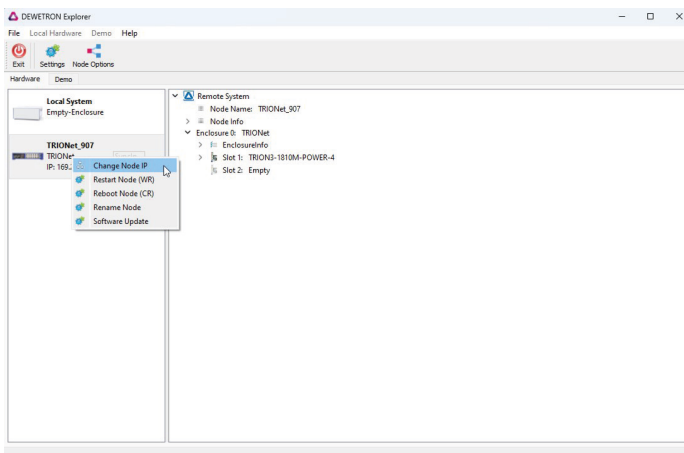 DEWETRON Explorer
File Local Hardware Demo Help
Exit Settings Node Options
Hardware Demo
Local System
Empty-Enclosure
TRIONet_907
TRIONet
IP: 169.
Change Node IP
Restart Node (WR)
Reboot Node (CR)
Rename Node
Software Update
Remote System
Node Name: TRIONet_907
Node Info
Enclosure 0: TRIONet
EnclosureInfo
Slot 1: TRION3-1810M-POWER-4
Slot 2: Empty